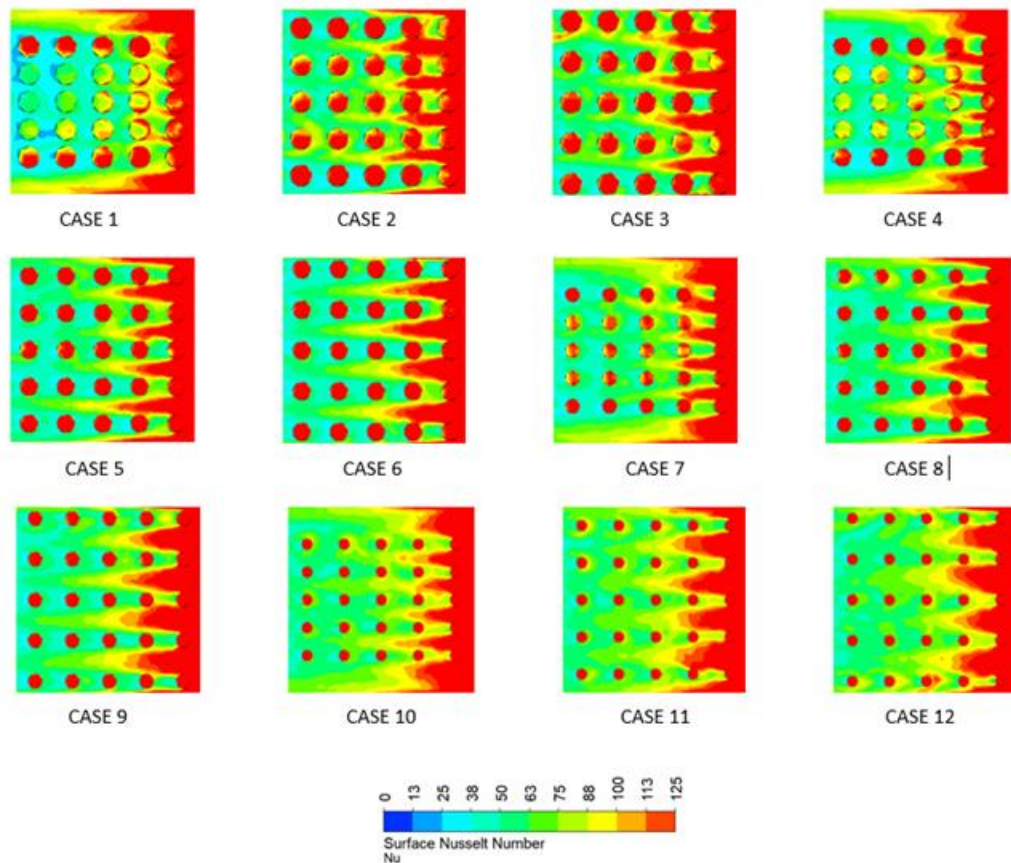 CASE 1
CASE 2
CASE 3
CASE 4
CASE 5
CASE 6
CASE 7
CASE 8
CASE 9
CASE 10
CASE 11
CASE 12
0 13 25 38 50 63 75 88 100 113 125
Surface Nusselt Number
Nu